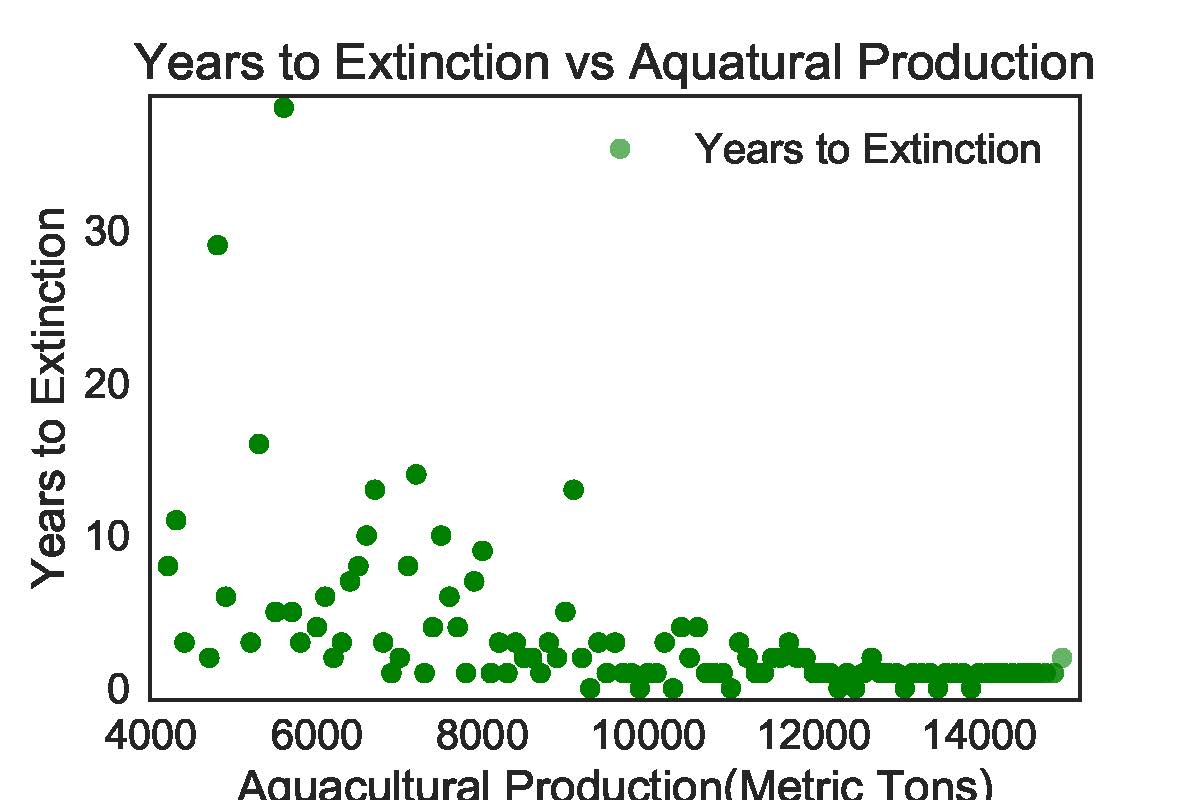 Years to Extinction vs Aquatural Production
Years to Extinction
Years to Extinction
30
20
10
0
4000 6000 8000 10000 12000 14000
Aquacultural Production(Metric Tons)